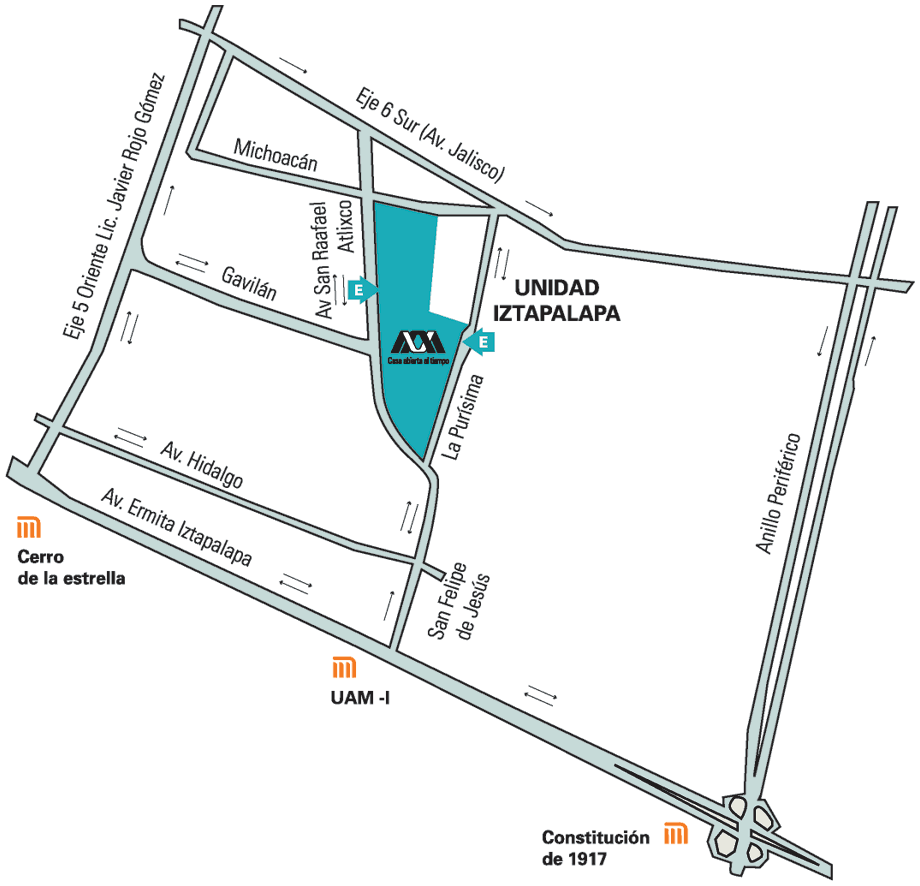 Eje 5 Oriente Lic. Javier Rojo Gómez
Eje 6 Sur (Av. Jalisco)
Michoacán
Av San Raafael
Atlixco
Gavilán
E
UNIDAD
IZTAPALAPA
E
Casa abierta al tiempo
La Purísima
Av. Hidalgo
Av. Ermita Iztapalapa
Anillo Periférico
Cerro
de la estrella
San Felipe
de Jesús
UAM -I
Constitución
de 1917